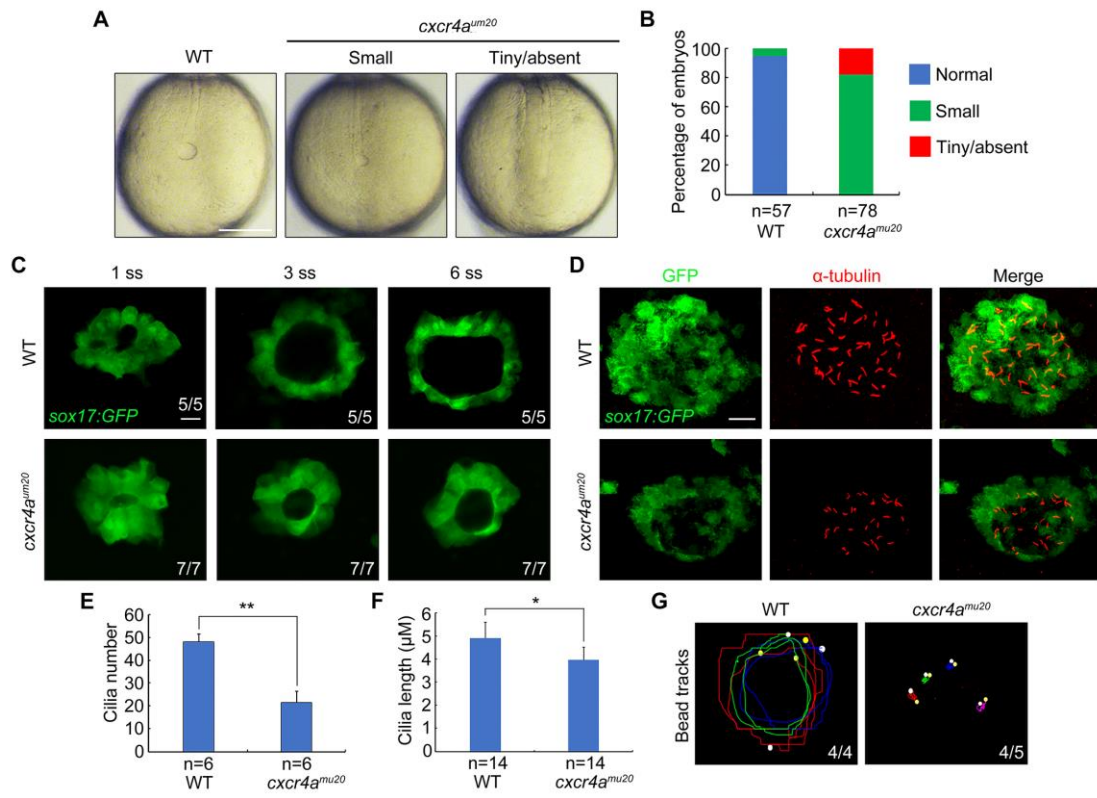 A
cxcr4a^um20
WT
Small
Tiny/absent
B
Percentage of embryos
100
80
60
40
20
0
n=57
WT
n=78
cxcr4a^mu20
Normal
Small
Tiny/absent
C
1 ss
3 ss
6 ss
WT
sox17:GFP
5/5
5/5
5/5
cxcr4a^um20
7/7
7/7
7/7
D
GFP
α-tubulin
Merge
WT
sox17:GFP
cxcr4a^um20
E
**
Cilia number
60
50
40
30
20
10
0
n=6
WT
n=6
cxcr4a^mu20
F
*
Cilia length (μM)
6
5
4
3
2
1
0
n=14
WT
n=14
cxcr4a^mu20
G
WT
cxcr4a^mu20
Bead tracks
4/4
4/5